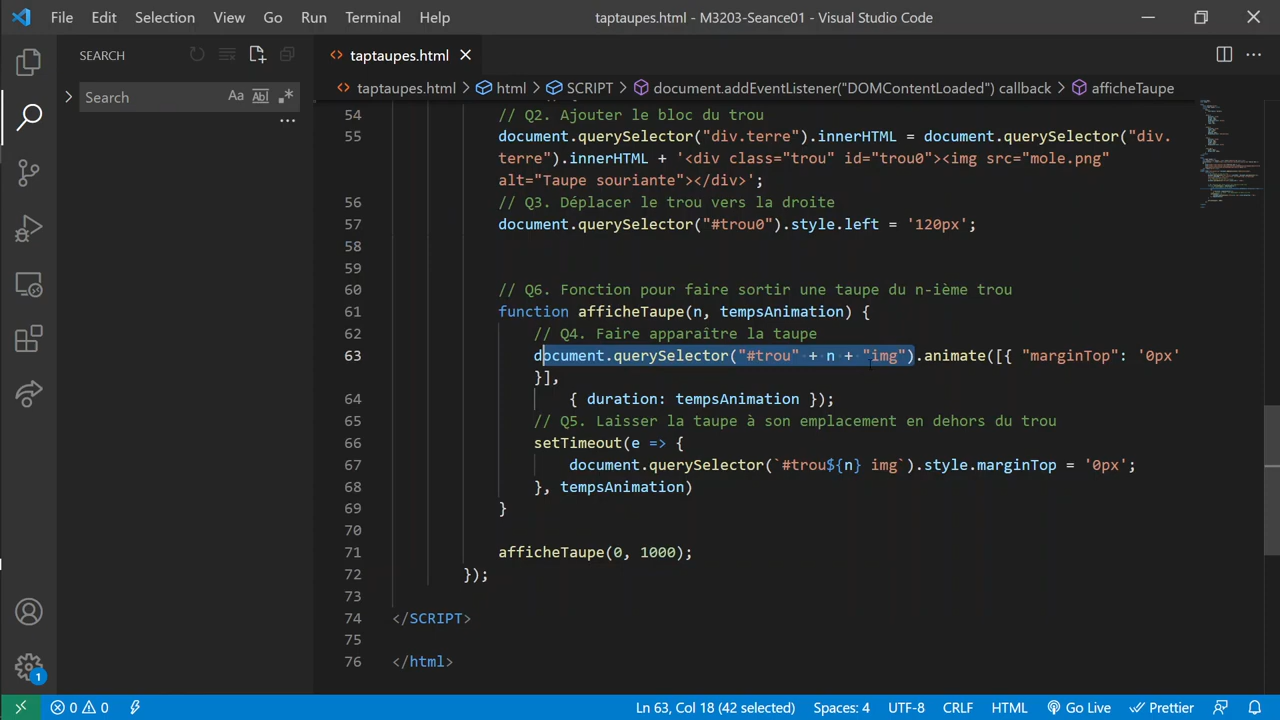 File Edit Selection View Go Run Terminal Help taptaupes.html - M3203-Seance01 - Visual Studio Code
SEARCH
Search Aa Abl .*
...
<> taptaupes.html
<> taptaupes.html > html > SCRIPT > document.addEventListener("DOMContentLoaded") callback > afficheTaupe
54 // Q2. Ajouter le bloc du trou
55 document.querySelector("div.terre").innerHTML = document.querySelector("div.
terre").innerHTML + '<div class="trou" id="trou0"><img src="mole.png"
alt="Taupe souriante"></div>';
56 // Q3. Déplacer le trou vers la droite
57 document.querySelector("#trou0").style.left = '120px';
58
59
60 // Q6. Fonction pour faire sortir une taupe du n-ième trou
61 function afficheTaupe(n, tempsAnimation) {
62 // Q4. Faire apparaître la taupe
63 document.querySelector("#trou" + n + "img").animate([{ "marginTop": '0px'
}],
64 { duration: tempsAnimation });
65 // Q5. Laisser la taupe à son emplacement en dehors du trou
66 setTimeout(e => {
67 document.querySelector(`#trou${n} img`).style.marginTop = '0px';
68 }, tempsAnimation)
69 }
70
71 afficheTaupe(0, 1000);
72 });
73
74 </SCRIPT>
75
76 </html>
1
0 0 Ln 63, Col 18 (42 selected) Spaces: 4 UTF-8 CRLF HTML Go Live Prettier